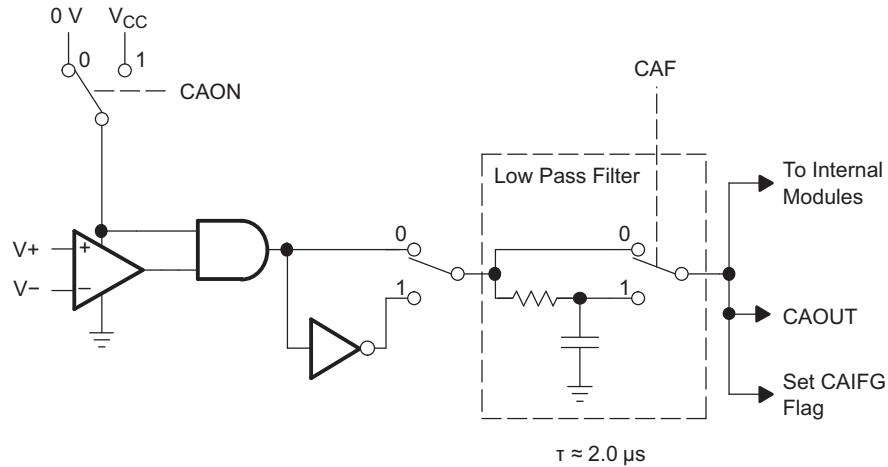 0 V
VCC
0
1
CAON
CAF
Low Pass Filter
To Internal
Modules
V+
+
V−
−
0
1
0
1
CAOUT
Set CAIFG
Flag
τ ≈ 2.0 μs